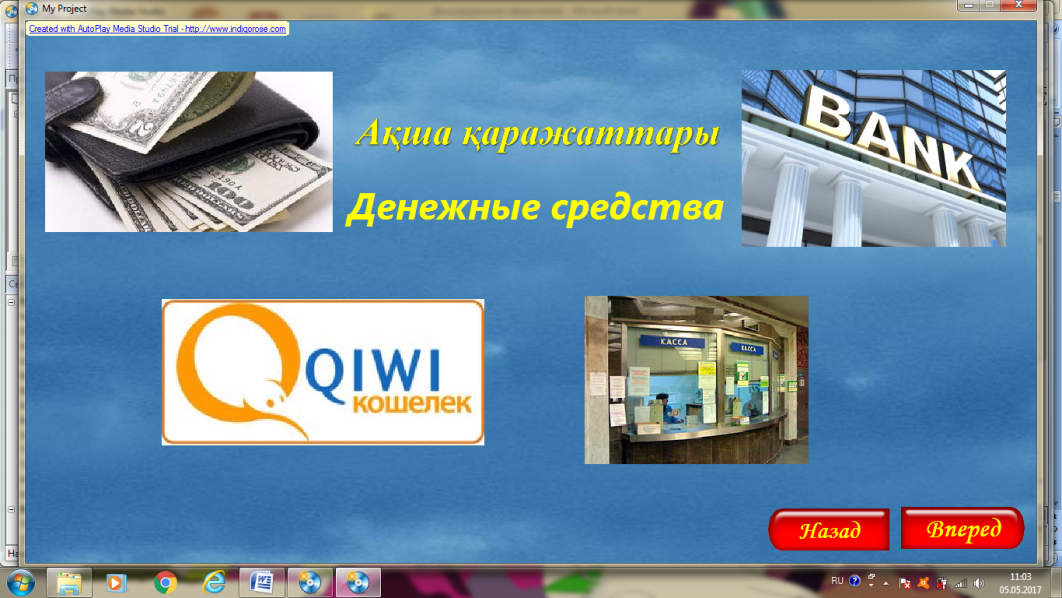 My Project
Created with AutoPlay Media Studio Trial - http://www.indigorose.com
Ақша қаражаттары
Денежные средства
BANK
100
QIWI
кошелек
КАССА
КАССА
Назад
Вперед
RU
11:03
05.05.2017